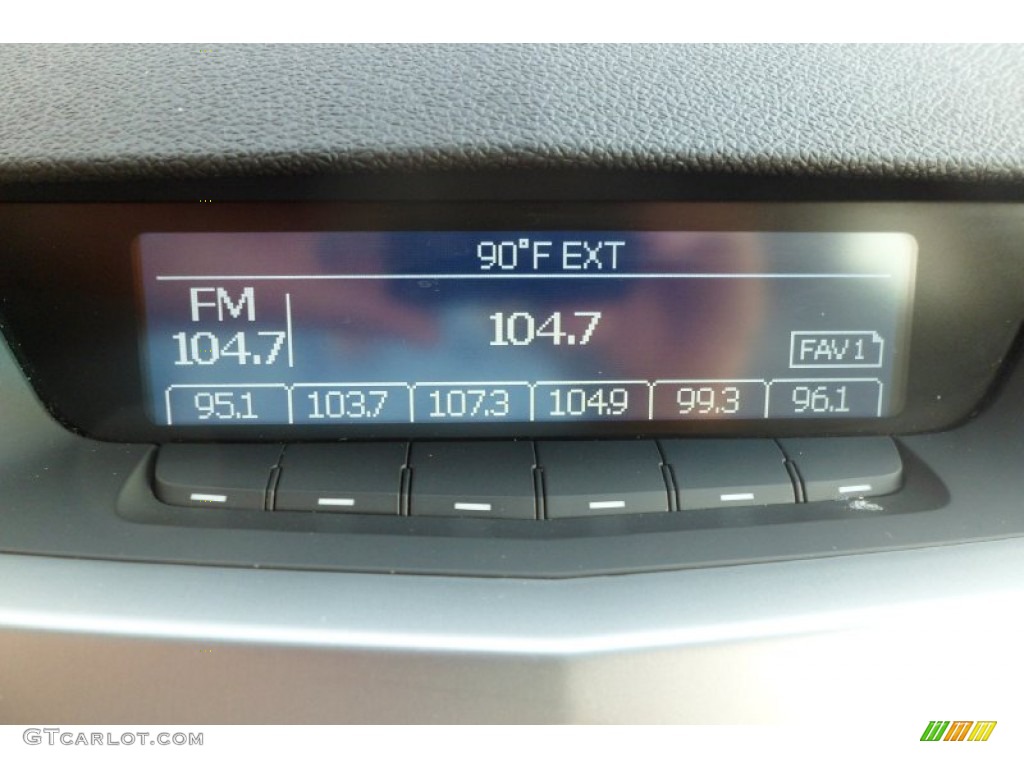 90°F EXT
FM
104.7
104.7
FAV 1
95.1 103.7 107.3 104.9 99.3 96.1
GTCARLOT.COM